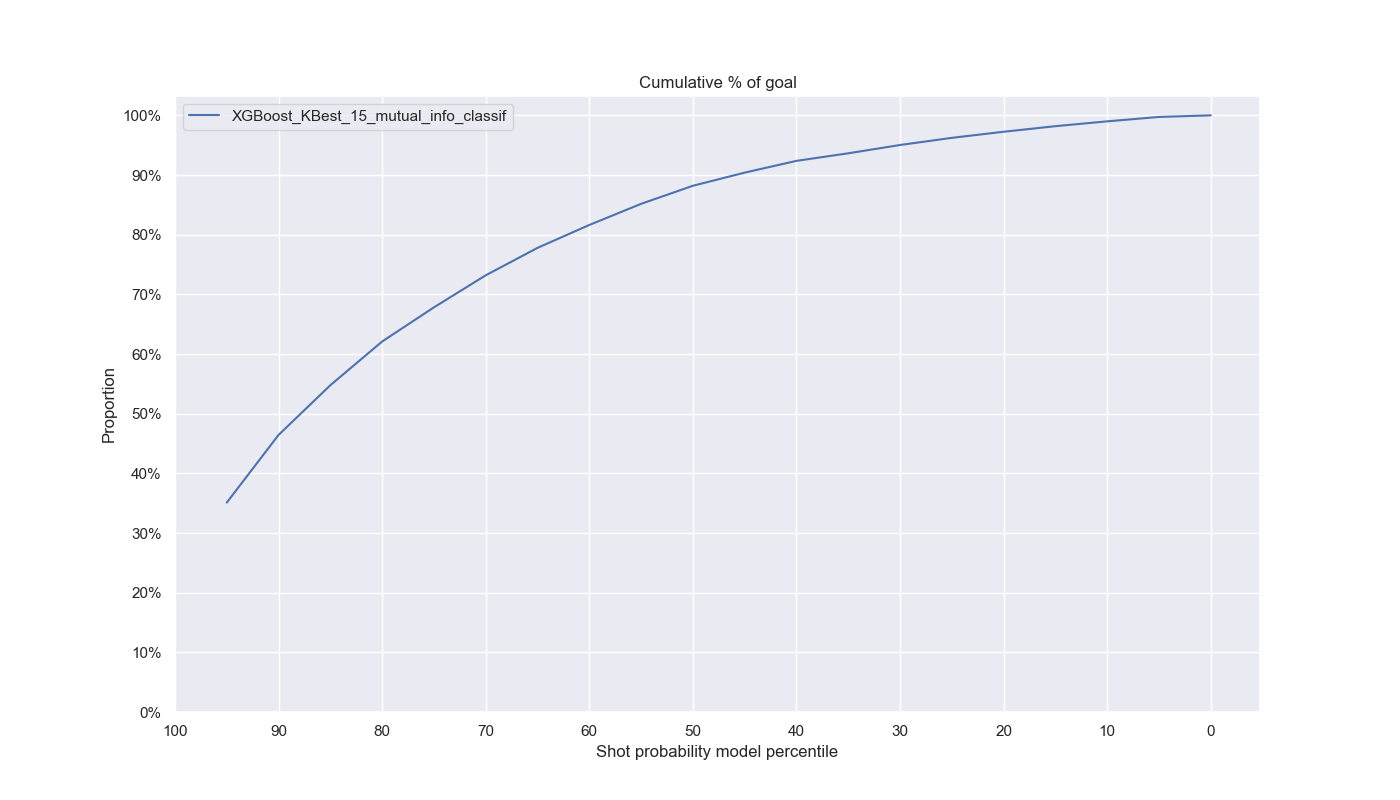 Cumulative % of goal
XGBoost_KBest_15_mutual_info_classif
100%
90%
80%
70%
60%
50%
40%
30%
20%
10%
0%
Proportion
100 90 80 70 60 50 40 30 20 10 0
Shot probability model percentile